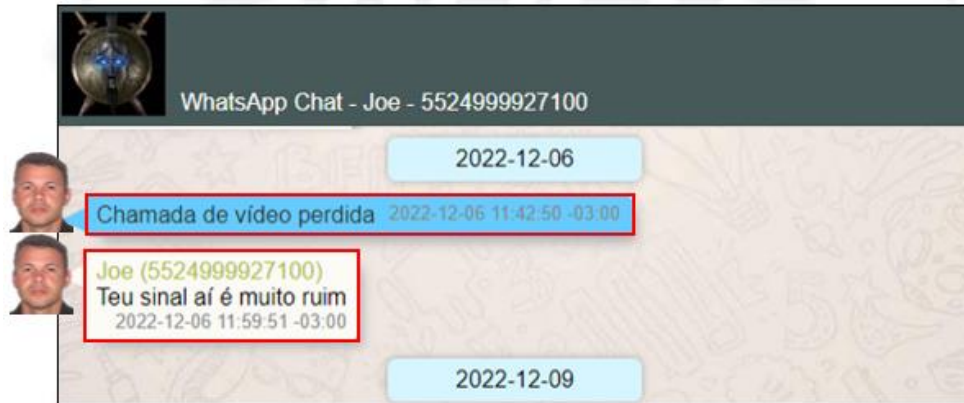 WhatsApp Chat - Joe - 5524999927100
2022-12-06
Chamada de vídeo perdida 2022-12-06 11:42:50 -03:00
Joe (5524999927100)
Teu sinal aí é muito ruim
2022-12-06 11:59:51 -03:00
2022-12-09